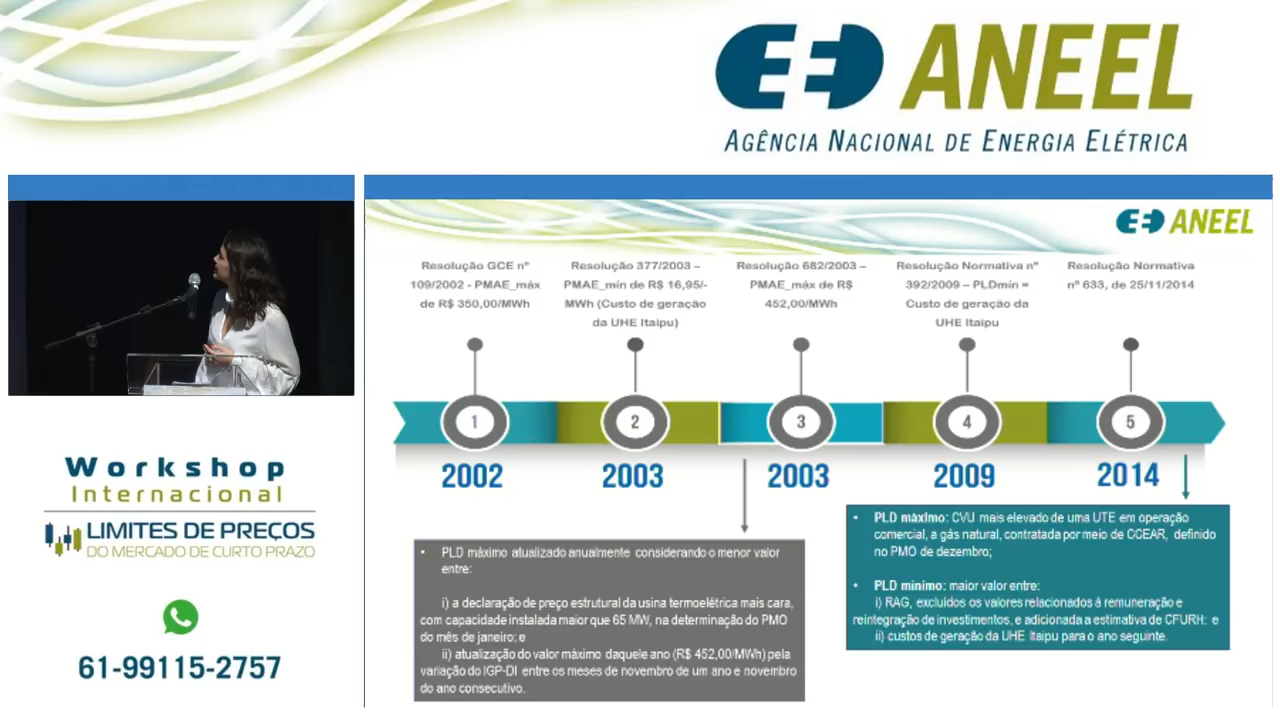 ANEEL
AGÊNCIA NACIONAL DE ENERGIA ELÉTRICA
ANEEL
Resolução GCE nº
109/2002 - PMAE_máx
de R$ 350,00/MWh
Resolução 377/2003 –
PMAE_mín de R$ 16,95/-
MWh (Custo de geração
da UHE Itaipu)
Resolução 682/2003 –
PMAE_máx de R$
452,00/MWh
Resolução Normativa nº
392/2009 – PLDmin =
Custo de geração da
UHE Itaipu
Resolução Normativa
nº 633, de 25/11/2014
1
2
3
4
5
2002
2003
2003
2009
2014
• PLD máximo atualizado anualmente considerando o menor valor
entre:
i) a declaração de preço estrutural da usina termoelétrica mais cara,
com capacidade instalada maior que 65 MW, na determinação do PMO
do mês de janeiro; e
ii) atualização do valor máximo daquele ano (R$ 452,00/MWh) pela
variação do IGP-DI entre os meses de novembro de um ano e novembro
do ano consecutivo.
• PLD máximo: CVU mais elevado de uma UTE em operação
comercial, a gás natural, contratada por meio de CCEAR, definido
no PMO de dezembro;
• PLD mínimo: maior valor entre:
i) RAG, excluídos os valores relacionados à remuneração e
reintegração de investimentos, e adicionada a estimativa de CFURH; e
ii) custos de geração da UHE Itaipu para o ano seguinte.
Workshop
Internacional
LIMITES DE PREÇOS
DO MERCADO DE CURTO PRAZO
61-99115-2757